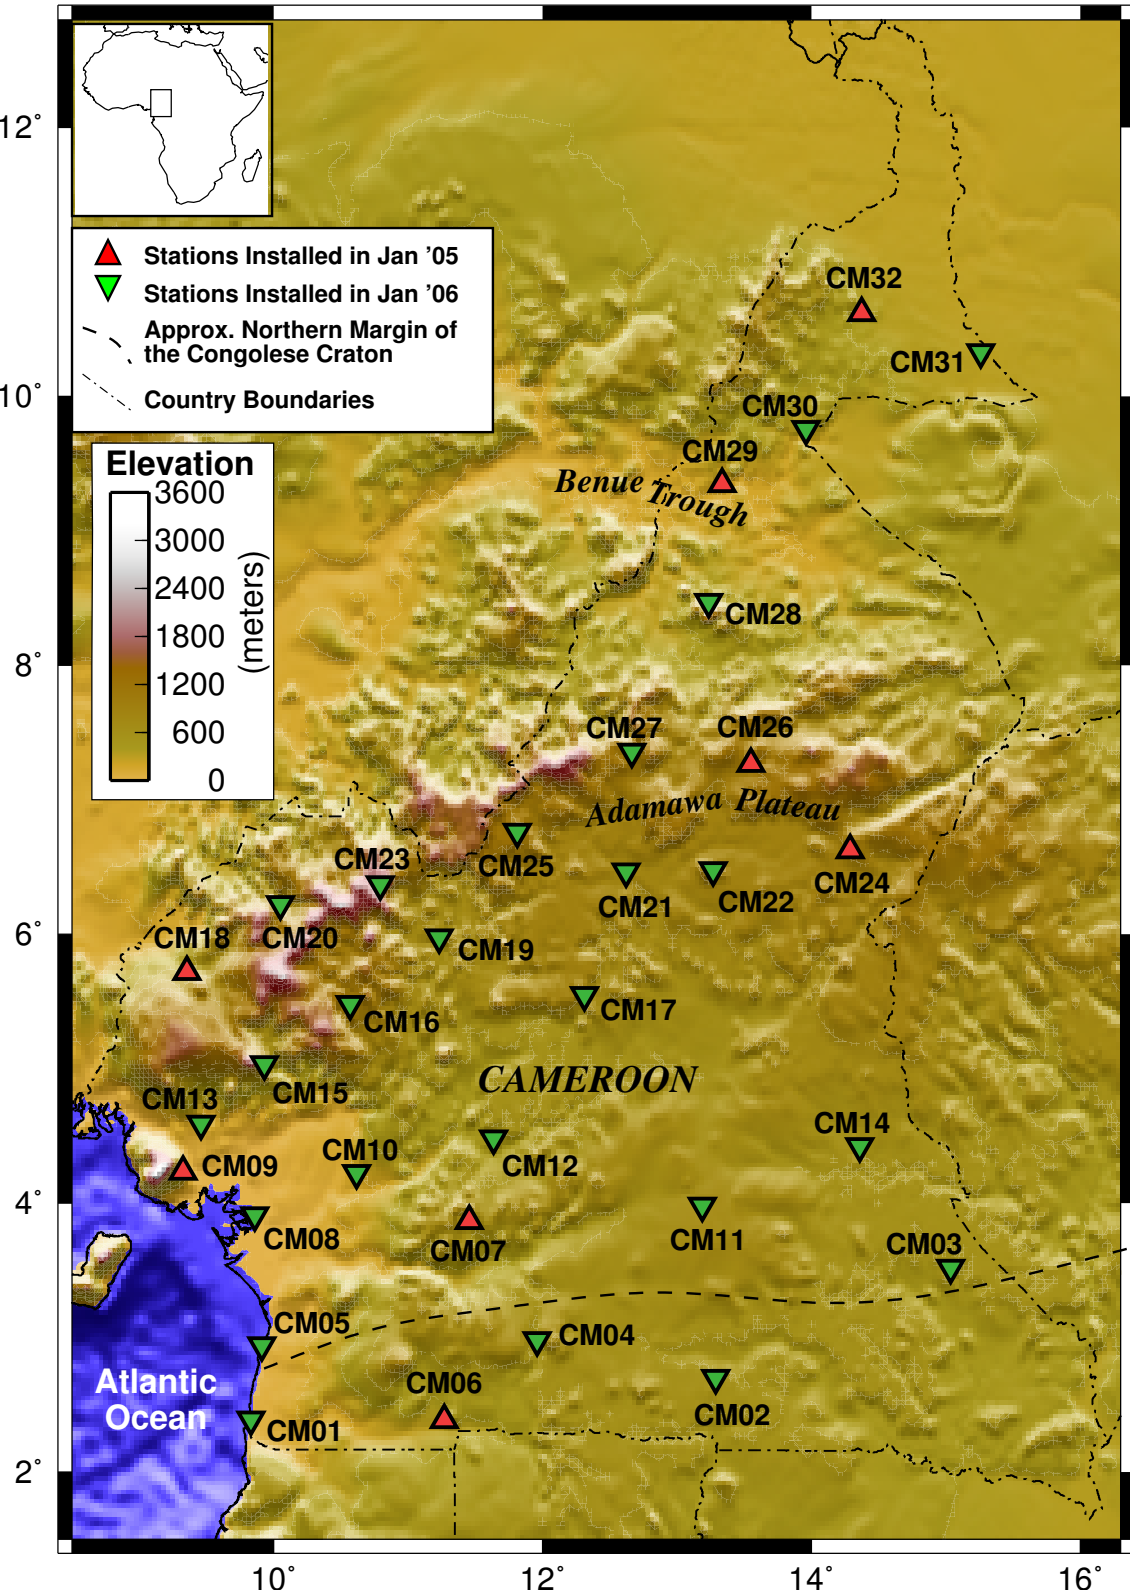 Stations Installed in Jan '05
Stations Installed in Jan '06
Approx. Northern Margin of
the Congolese Craton
Country Boundaries
Elevation
3600
3000
2400
1800
1200
600
0
(meters)
12°
10°
8°
6°
4°
2°
10°
12°
14°
16°
CM32
CM31
CM30
CM29
Benue Trough
CM28
CM27
CM26
Adamawa Plateau
CM25
CM24
CM23
CM22
CM21
CM20
CM19
CM18
CM17
CM16
CAMEROON
CM15
CM14
CM13
CM12
CM11
CM10
CM09
CM08
CM07
CM03
CM05
CM04
CM06
CM02
CM01
Atlantic
Ocean